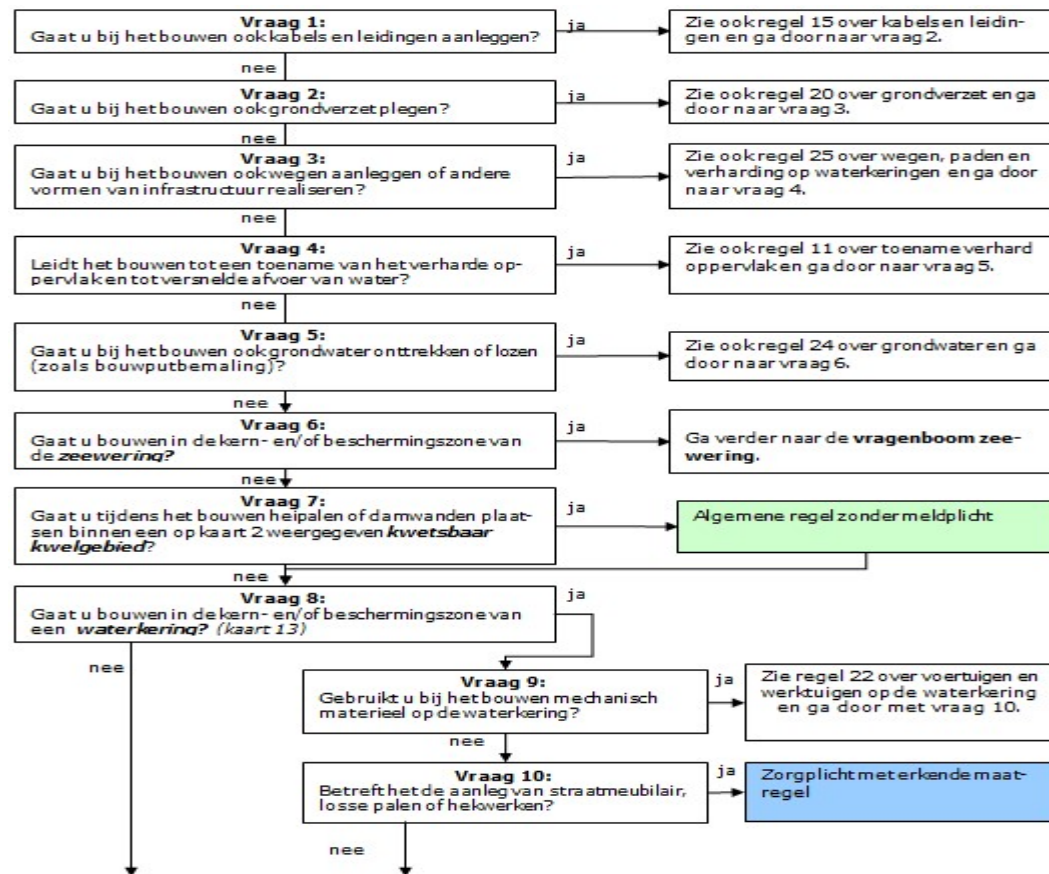 Vraag 1:
Gaat u bij het bouwen ook kabels en leidingen aanleggen?
ja
Zie ook regel 15 over kabels en leidin-
gen en ga door naar vraag 2.
nee
Vraag 2:
Gaat u bij het bouwen ook grondverzet plegen?
ja
Zie ook regel 20 over grondverzet en ga
door naar vraag 3.
nee
Vraag 3:
Gaat u bij het bouwen ook wegen aanleggen of andere
vormen van infrastructuur realiseren?
ja
Zie ook regel 25 over wegen, paden en
verharding op waterkeringen en ga door
naar vraag 4.
nee
Vraag 4:
Leidt het bouwen tot een toename van het verharde op-
pervlak en tot versnelde afvoer van water?
ja
Zie ook regel 11 over toename verhard
oppervlak en ga door naar vraag 5.
nee
Vraag 5:
Gaat u bij het bouwen ook grondwater onttrekken of lozen
(zoals bouwputbemaling)?
ja
Zie ook regel 24 over grondwater en ga
door naar vraag 6.
nee
Vraag 6:
Gaat u bouwen in de kern- en/of beschermingszone van
de zeewering?
ja
Ga verder naar de vragenboom zee-
wering.
nee
Vraag 7:
Gaat u tijdens het bouwen heipalen of damwanden plaat-
sen binnen een op kaart 2 weergegeven kwetsbaar
kwelgebied?
ja
Algemene regel zonder meldplicht
nee
Vraag 8:
Gaat u bouwen in de kern- en/of beschermingszone van
een waterkering? (kaart 13)
ja
nee
Vraag 9:
Gebruikt u bij het bouwen mechanisch
materieel op de waterkering?
ja
Zie regel 22 over voertuigen en
werktuigen op de waterkering
en ga door met vraag 10.
nee
Vraag 10:
Betreft het de aanleg van straatmeubilair,
losse palen of hekwerken?
ja
Zorgplicht met erkende maat-
regel
nee